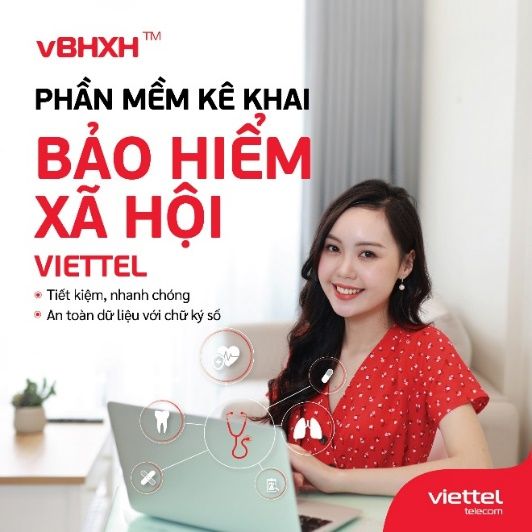 vBHXH™
PHẦN MỀM KÊ KHAI
BẢO HIỂM
XÃ HỘI
VIETTEL
Tiết kiệm, nhanh chóng
An toàn dữ liệu với chữ ký số
viettel
telecom